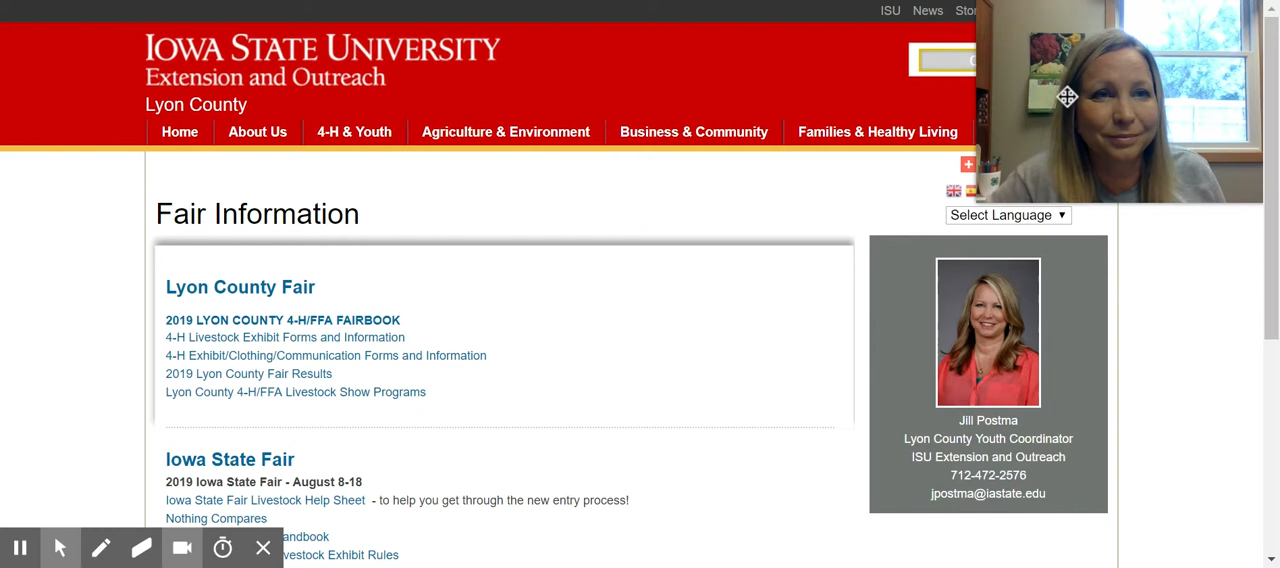 ISU News Sto
IOWA STATE UNIVERSITY
Extension and Outreach
Lyon County
Home About Us 4-H & Youth Agriculture & Environment Business & Community Families & Healthy Living
Fair Information
Select Language ▼
Lyon County Fair
2019 LYON COUNTY 4-H/FFA FAIRBOOK
4-H Livestock Exhibit Forms and Information
4-H Exhibit/Clothing/Communication Forms and Information
2019 Lyon County Fair Results
Lyon County 4-H/FFA Livestock Show Programs
Iowa State Fair
2019 Iowa State Fair - August 8-18
Iowa State Fair Livestock Help Sheet - to help you get through the new entry process!
Nothing Compares
andbook
vestock Exhibit Rules
Jill Postma
Lyon County Youth Coordinator
ISU Extension and Outreach
712-472-2576
jpostma@iastate.edu